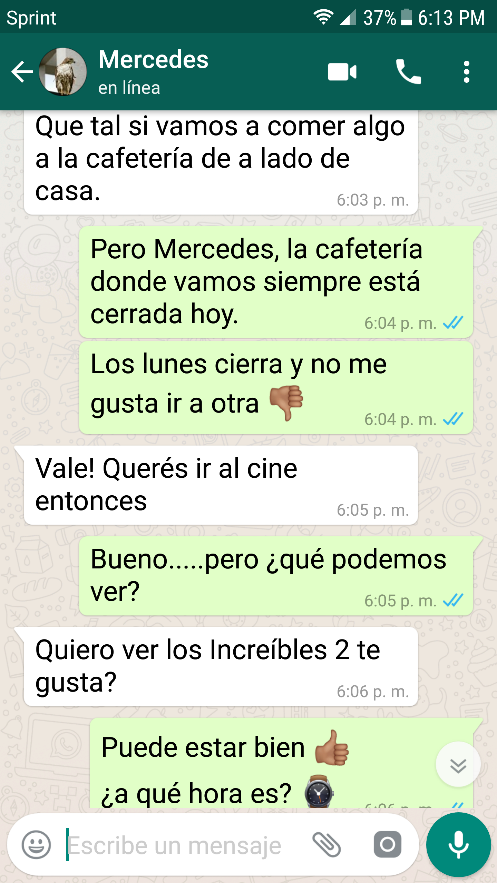 Sprint 37% 6:13 PM
Mercedes
en línea
Que tal si vamos a comer algo
a la cafetería de a lado de
casa.
6:03 p. m.
Pero Mercedes, la cafetería
donde vamos siempre está
cerrada hoy.
6:04 p. m.
Los lunes cierra y no me
gusta ir a otra 👎🏾
6:04 p. m.
Vale! Querés ir al cine
entonces
6:05 p. m.
Bueno.....pero ¿qué podemos
ver?
6:05 p. m.
Quiero ver los Increíbles 2 te
gusta?
6:06 p. m.
Puede estar bien 👍🏾
¿a qué hora es? ⌚
6:06 p. m.
Escribe un mensaje